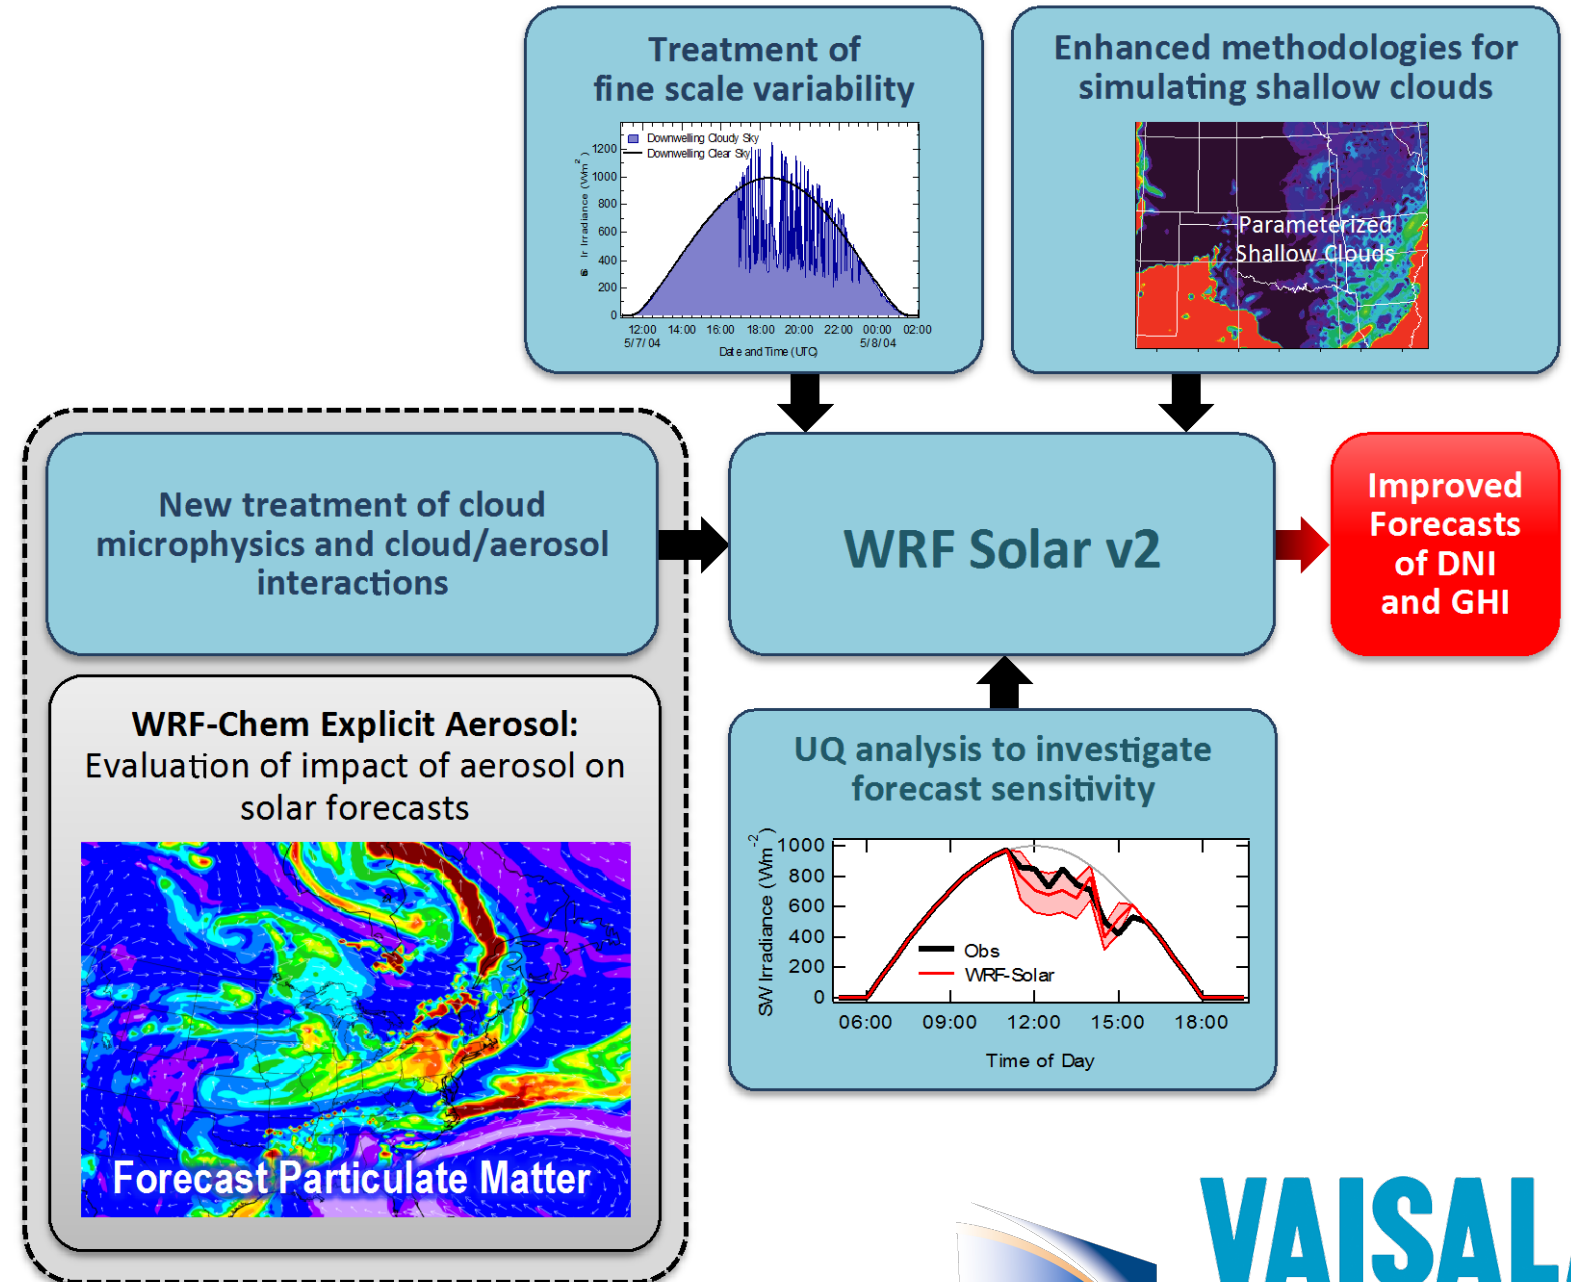 Treatment of
fine scale variability
Downwelling Cloudy Sky
Downwelling Clear Sky
1200
1000
800
600
400
200
0
Irradiance (Wm²)
12:00 14:00 16:00 18:00 20:00 22:00 00:00 02:00
5/7/04 5/8/04
Date and Time (UTC)
Enhanced methodologies for
simulating shallow clouds
Parameterized
Shallow Clouds
New treatment of cloud
microphysics and cloud/aerosol
interactions
WRF Solar v2
Improved
Forecasts
of DNI
and GHI
WRF-Chem Explicit Aerosol:
Evaluation of impact of aerosol on
solar forecasts
Forecast Particulate Matter
UQ analysis to investigate
forecast sensitivity
SW Irradiance (Wm⁻²)
1000
800
600
400
200
0
Obs
WRF-Solar
06:00 09:00 12:00 15:00 18:00
Time of Day
VAISALA